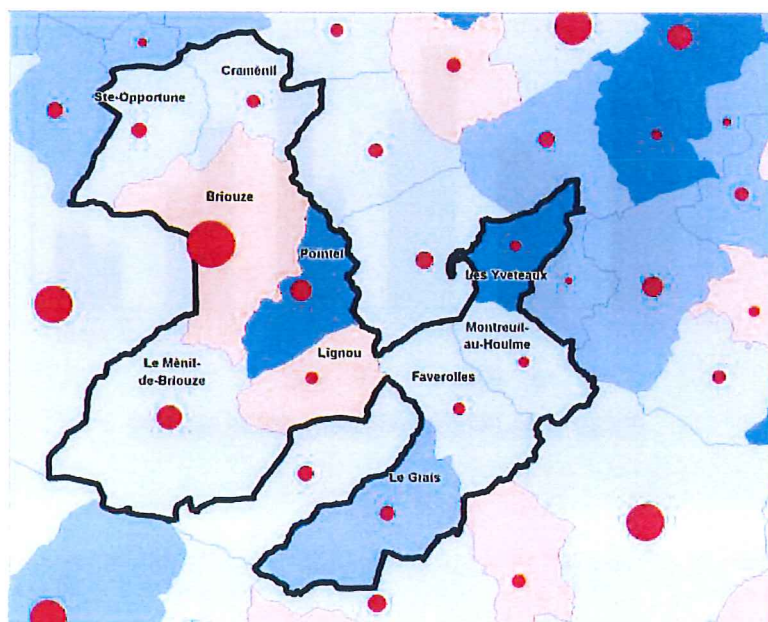 Craménil
Ste-Opportune
Briouze
Pointel
Les Yveteaux
Montreuil-
au-Houlme
Lignou
Le Ménil-
de-Briouze
Faverolles
Le Grais